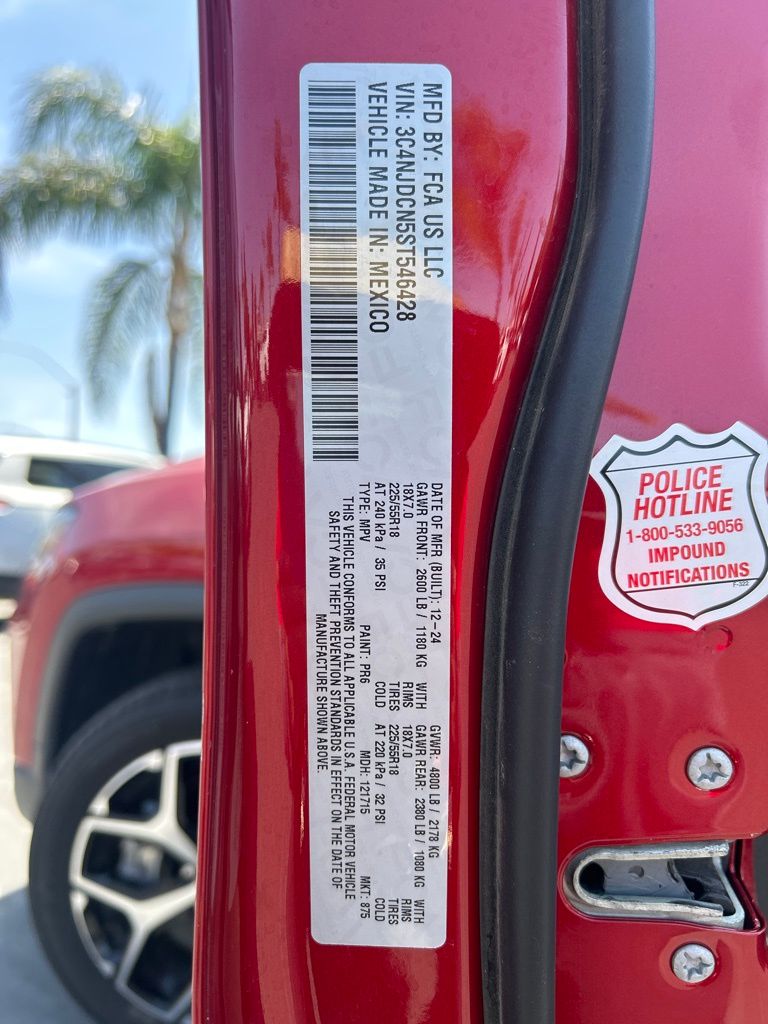 MFD BY: FCA US LLC
VIN: 3C4NJDCN5ST546428
VEHICLE MADE IN: MEXICO
DATE OF MFR (BUILT): 12-24 GVWR: 4800 LB / 2178 KG
GAWR FRONT: 2600 LB / 1180 KG WITH GAWR REAR: 2380 LB / 1080 KG WITH
18X7.0 RIMS 18X7.0 RIMS
225/55R18 TIRES 225/55R18 TIRES
AT 240 kPa / 35 PSI COLD AT 220 kPa / 32 PSI COLD
TYPE: MPV PAINT: PR6 MDH: 121715 MKT: 875
THIS VEHICLE CONFORMS TO ALL APPLICABLE U.S.A. FEDERAL MOTOR VEHICLE
SAFETY AND THEFT PREVENTION STANDARDS IN EFFECT ON THE DATE OF
MANUFACTURE SHOWN ABOVE.
POLICE
HOTLINE
1-800-533-9056
IMPOUND
NOTIFICATIONS